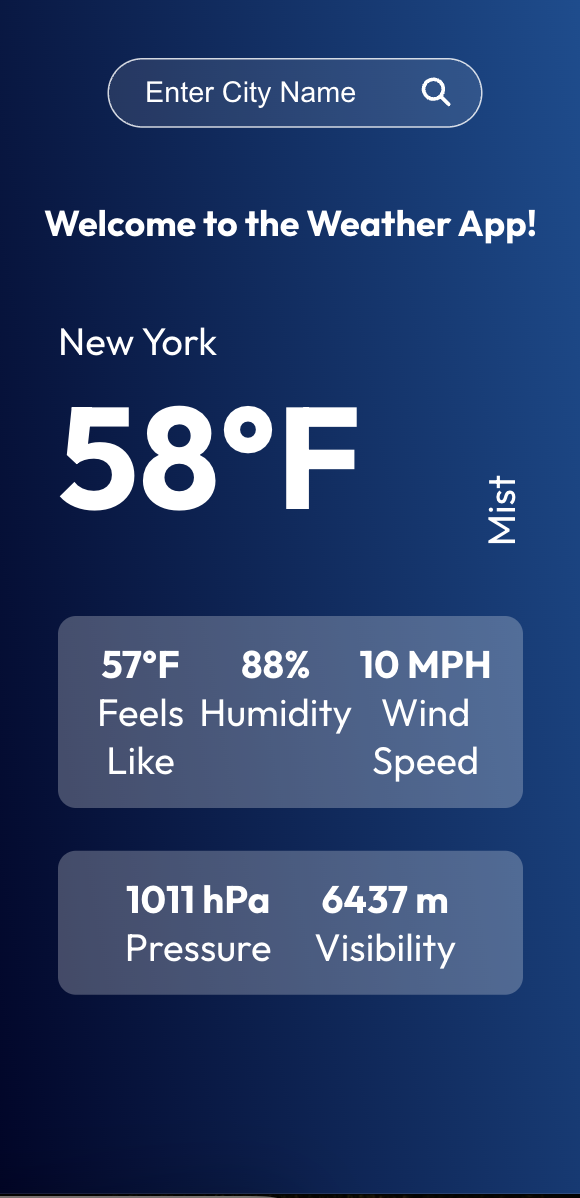 Enter City Name
Welcome to the Weather App!
New York
58°F
Mist
57°F 88% 10 MPH
Feels Humidity Wind
Like Speed
1011 hPa 6437 m
Pressure Visibility